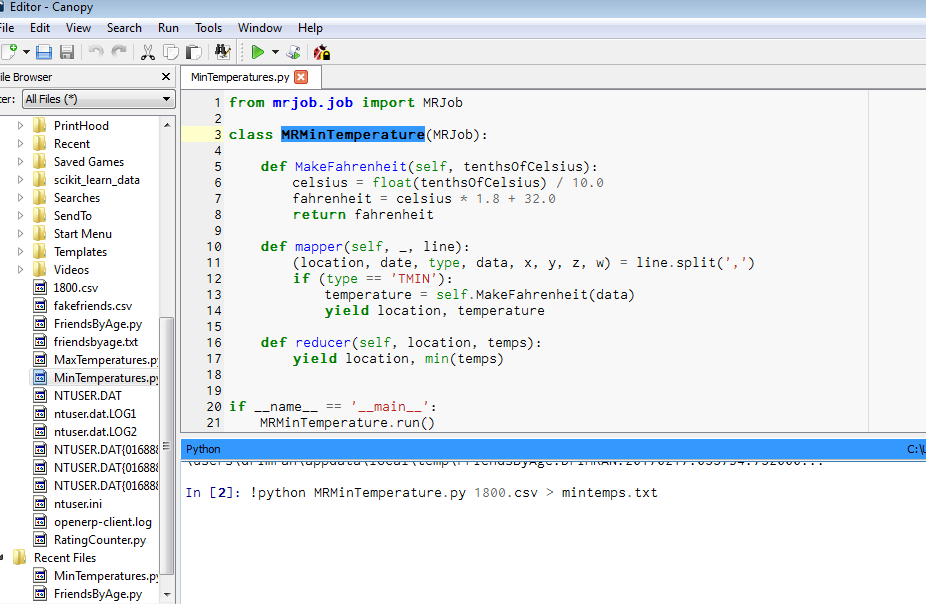 Editor - Canopy
File Edit View Search Run Tools Window Help
File Browser
MinTemperatures.py
ter: All Files (*)
PrintHood
Recent
Saved Games
scikit_learn_data
Searches
SendTo
Start Menu
Templates
Videos
1800.csv
fakefriends.csv
FriendsByAge.py
friendsbyage.txt
MaxTemperatures.py
MinTemperatures.py
NTUSER.DAT
ntuser.dat.LOG1
ntuser.dat.LOG2
NTUSER.DAT{016888
NTUSER.DAT{016888
NTUSER.DAT{016888
ntuser.ini
openerp-client.log
RatingCounter.py
Recent Files
MinTemperatures.py
FriendsByAge.py
1 from mrjob.job import MRJob
2
3 class MRMinTemperature(MRJob):
4
5 def MakeFahrenheit(self, tenthsOfCelsius):
6 celsius = float(tenthsOfCelsius) / 10.0
7 fahrenheit = celsius * 1.8 + 32.0
8 return fahrenheit
9
10 def mapper(self, _, line):
11 (location, date, type, data, x, y, z, w) = line.split(',')
12 if (type == 'TMIN'):
13 temperature = self.MakeFahrenheit(data)
14 yield location, temperature
15
16 def reducer(self, location, temps):
17 yield location, min(temps)
18
19
20 if __name__ == '__main__':
21 MRMinTemperature.run()
Python C:\U
In [2]: !python MRMinTemperature.py 1800.csv > mintemps.txt